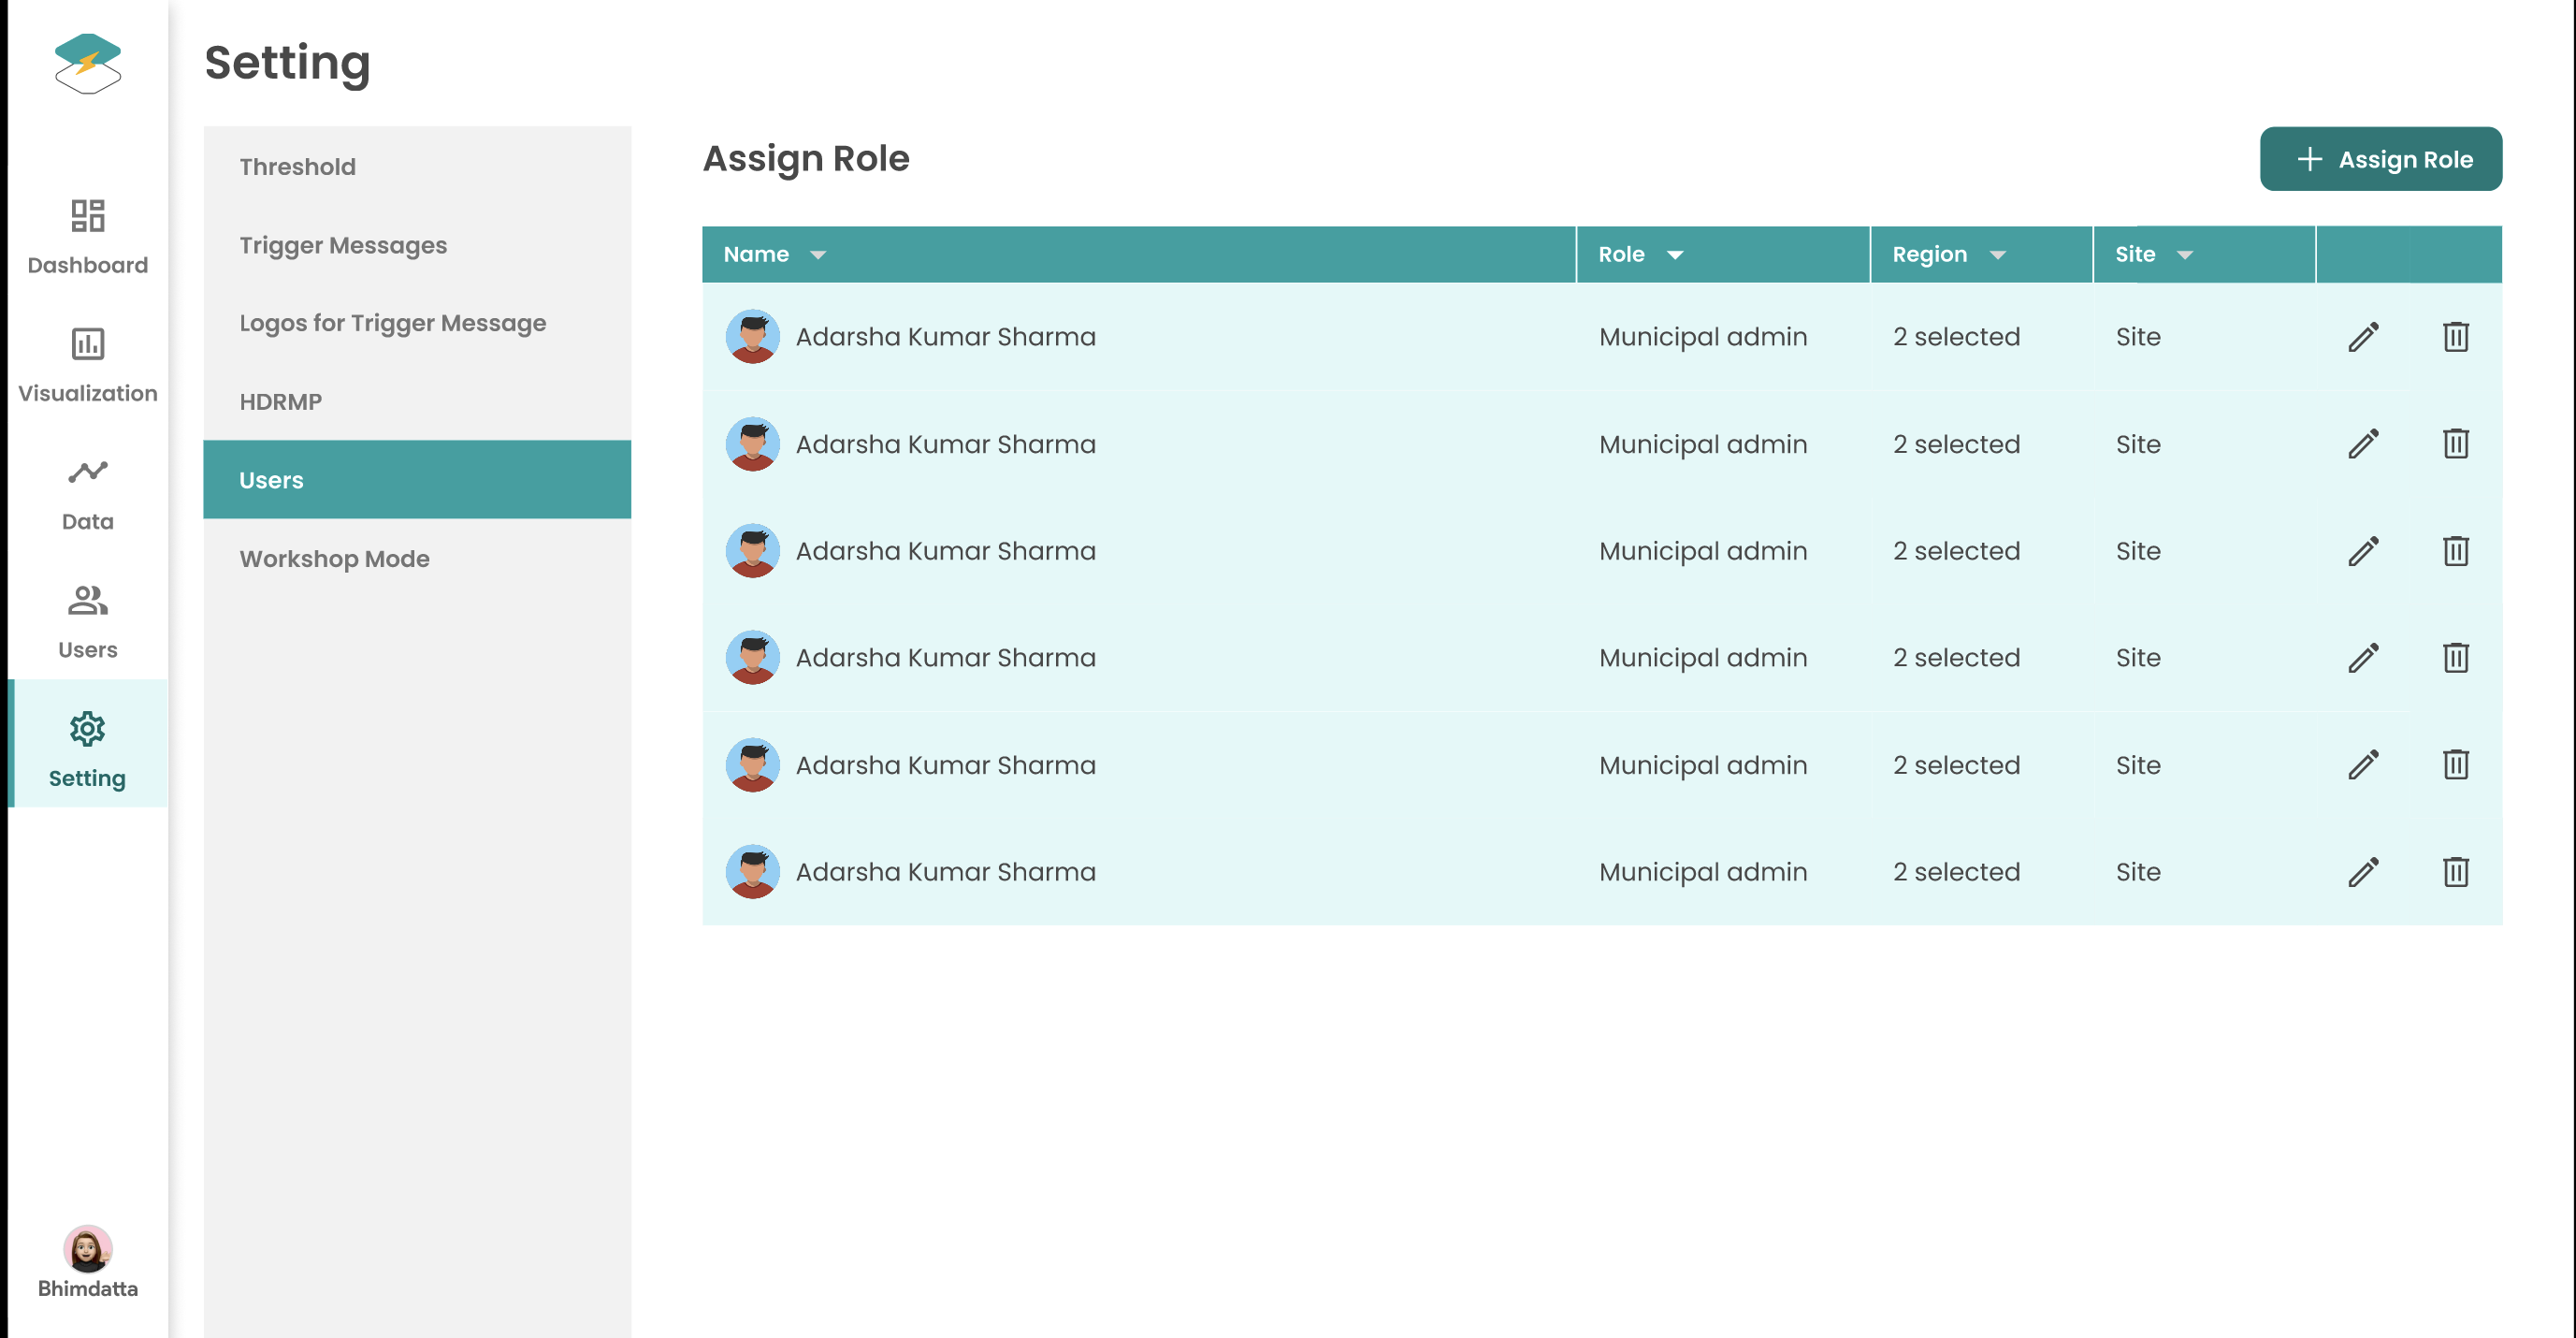 Setting
Dashboard
Visualization
Data
Users
Setting
Bhimdatta
Threshold
Trigger Messages
Logos for Trigger Message
HDRMP
Users
Workshop Mode
Assign Role
Assign Role
Name Role Region Site
Adarsha Kumar Sharma Municipal admin 2 selected Site
Adarsha Kumar Sharma Municipal admin 2 selected Site
Adarsha Kumar Sharma Municipal admin 2 selected Site
Adarsha Kumar Sharma Municipal admin 2 selected Site
Adarsha Kumar Sharma Municipal admin 2 selected Site
Adarsha Kumar Sharma Municipal admin 2 selected Site